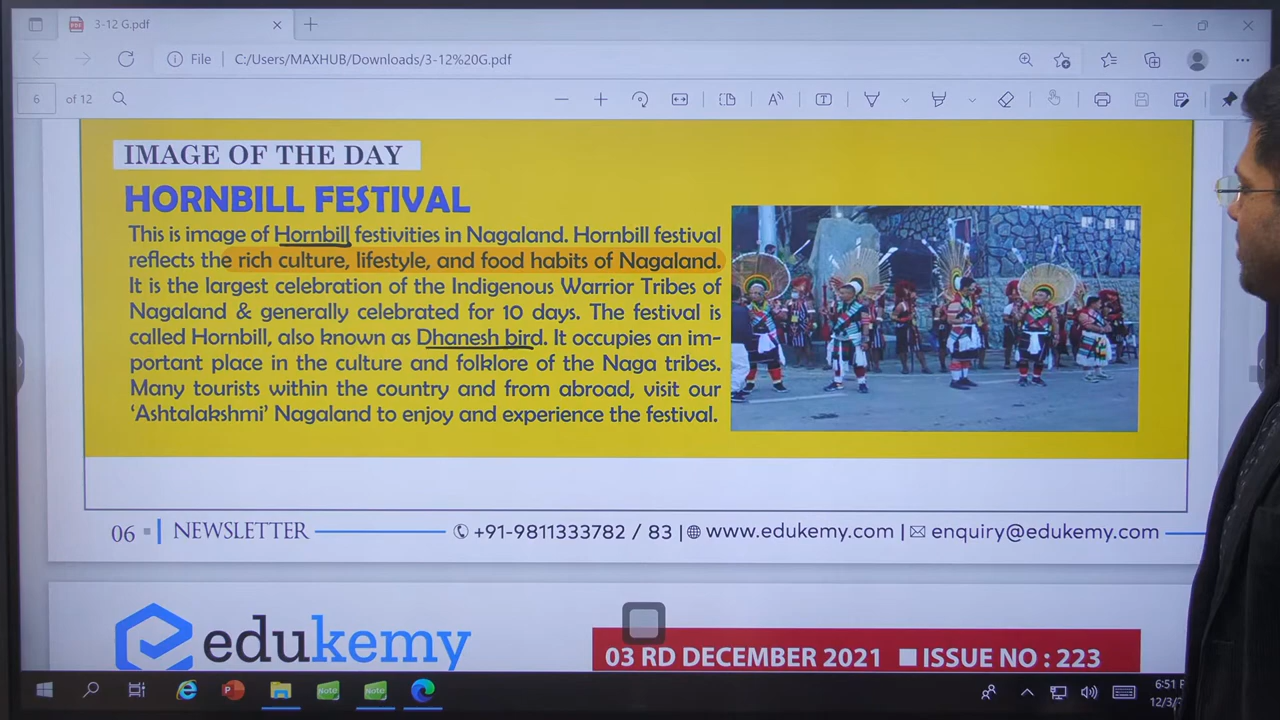 3-12 G.pdf
File C:/Users/MAXHUB/Downloads/3-12%20G.pdf
6 of 12
IMAGE OF THE DAY
HORNBILL FESTIVAL
This is image of Hornbill festivities in Nagaland. Hornbill festival
reflects the rich culture, lifestyle, and food habits of Nagaland.
It is the largest celebration of the Indigenous Warrior Tribes of
Nagaland & generally celebrated for 10 days. The festival is
called Hornbill, also known as Dhanesh bird. It occupies an im-
portant place in the culture and folklore of the Naga tribes.
Many tourists within the country and from abroad, visit our
‘Ashtalakshmi’ Nagaland to enjoy and experience the festival.
06 NEWSLETTER +91-9811333782 / 83 | www.edukemy.com | enquiry@edukemy.com
edukemy
03 RD DECEMBER 2021 ISSUE NO : 223
Note Note
6:51
12/3/